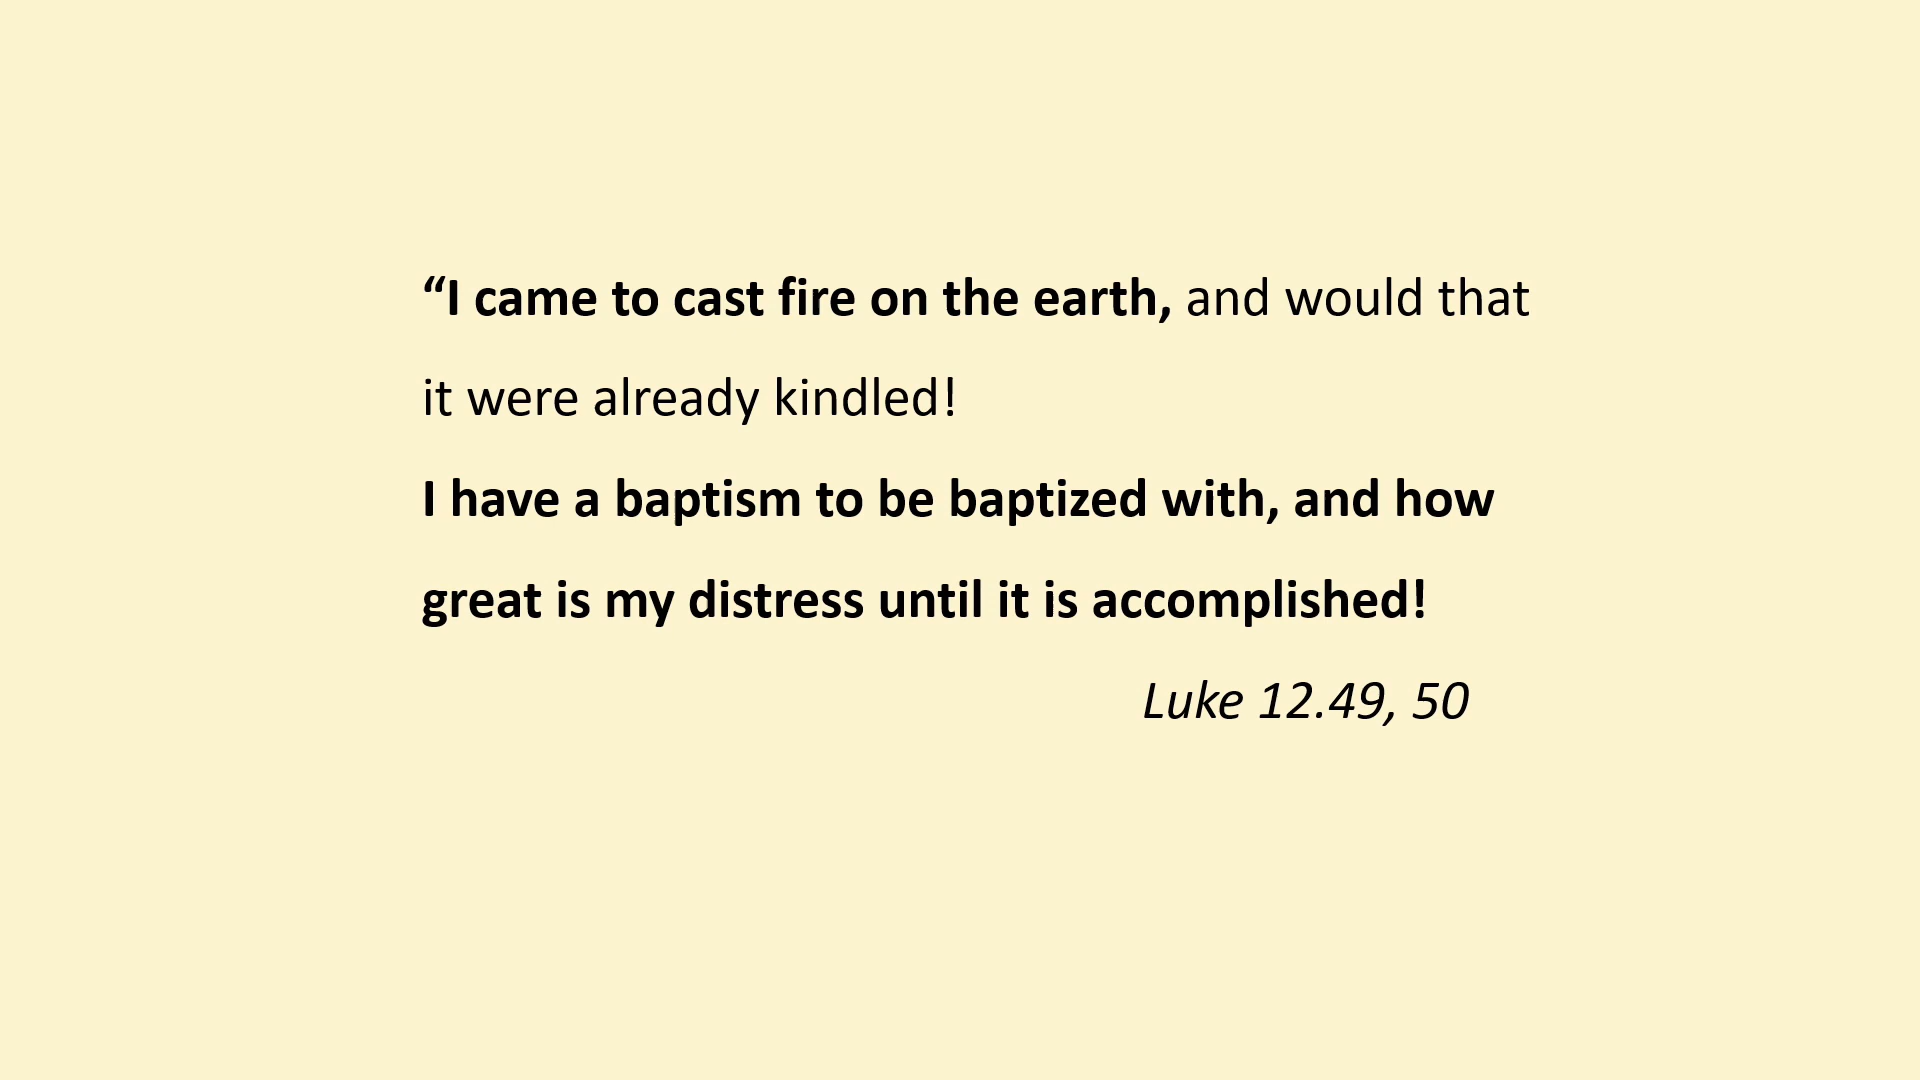 “I came to cast fire on the earth, and would that
it were already kindled!
I have a baptism to be baptized with, and how
great is my distress until it is accomplished!
Luke 12.49, 50